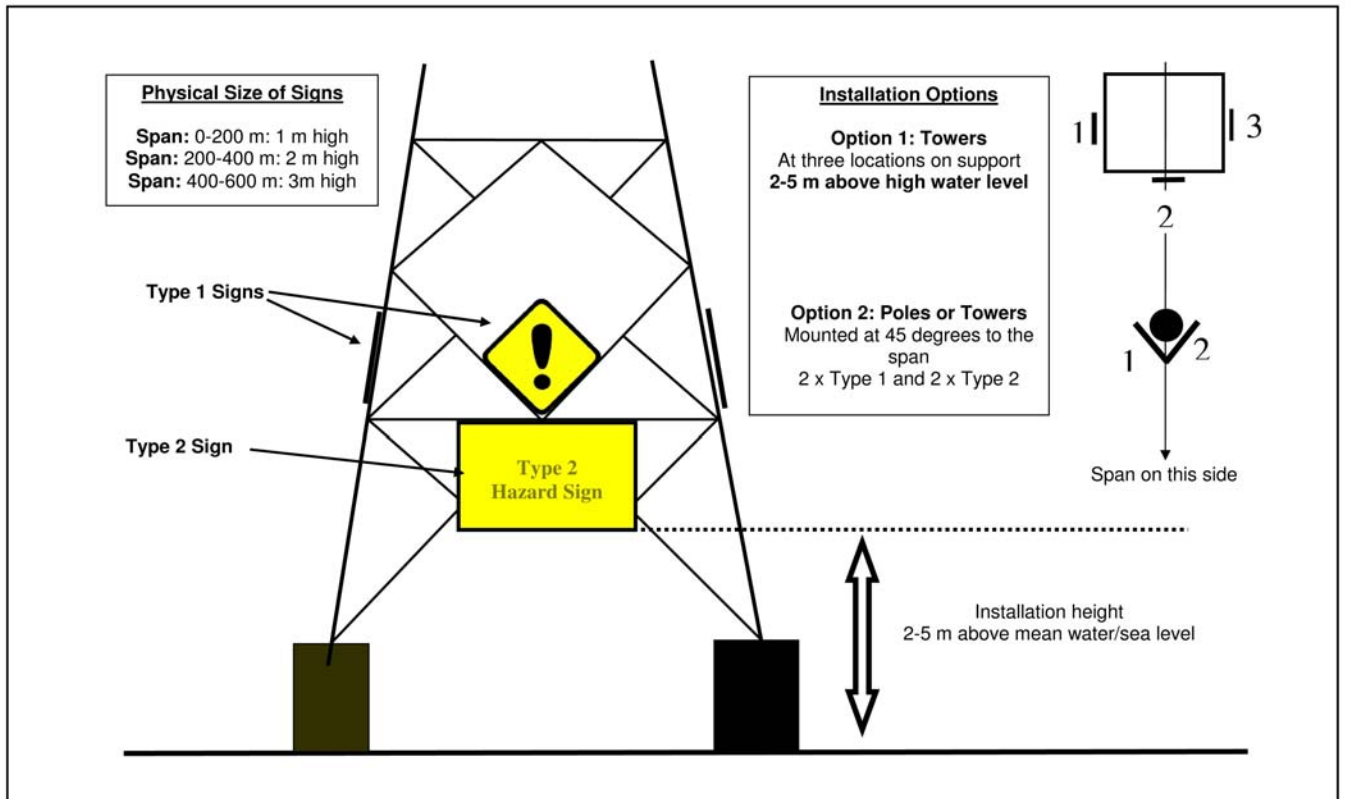 Physical Size of Signs
Span: 0-200 m: 1 m high
Span: 200-400 m: 2 m high
Span: 400-600 m: 3m high
Installation Options
Option 1: Towers
At three locations on support
2-5 m above high water level
Option 2: Poles or Towers
Mounted at 45 degrees to the
span
2 x Type 1 and 2 x Type 2
1
3
2
1
2
Span on this side
Type 1 Signs
!
Type 2 Sign
Type 2
Hazard Sign
Installation height
2-5 m above mean water/sea level